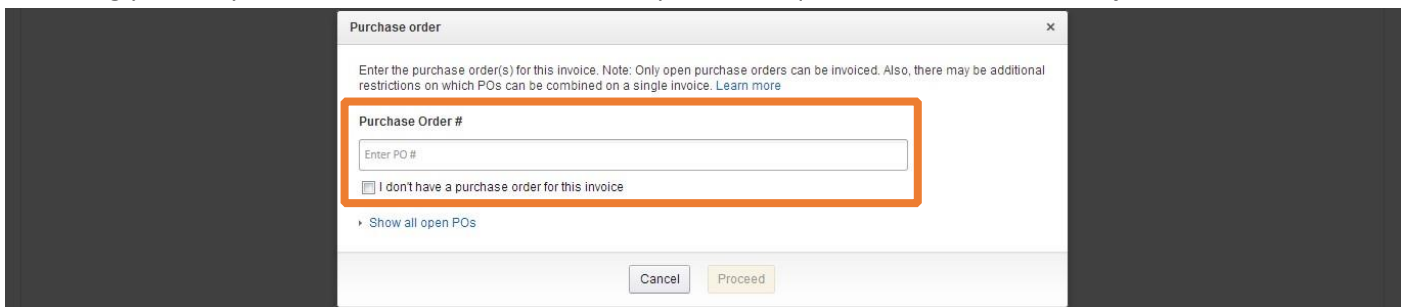 Purchase order ×
Enter the purchase order(s) for this invoice. Note: Only open purchase orders can be invoiced. Also, there may be additional
restrictions on which POs can be combined on a single invoice. Learn more
Purchase Order #
Enter PO #
I don't have a purchase order for this invoice
Show all open POs
Cancel Proceed